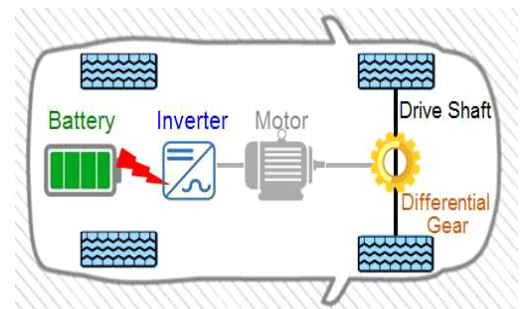 Drive Shaft
Battery
Inverter
Motor
Differential
Gear